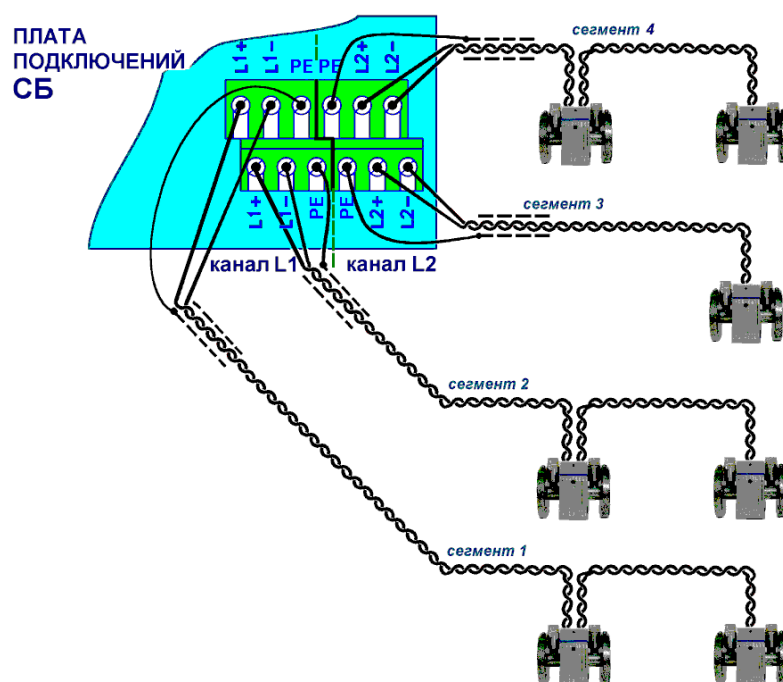 ПЛАТА
ПОДКЛЮЧЕНИЙ
СБ
L1+ L1− PE PE L2+ L2−
L1+ L1− PE PE L2+ L2−
канал L1 канал L2
сегмент 4
сегмент 3
сегмент 2
сегмент 1